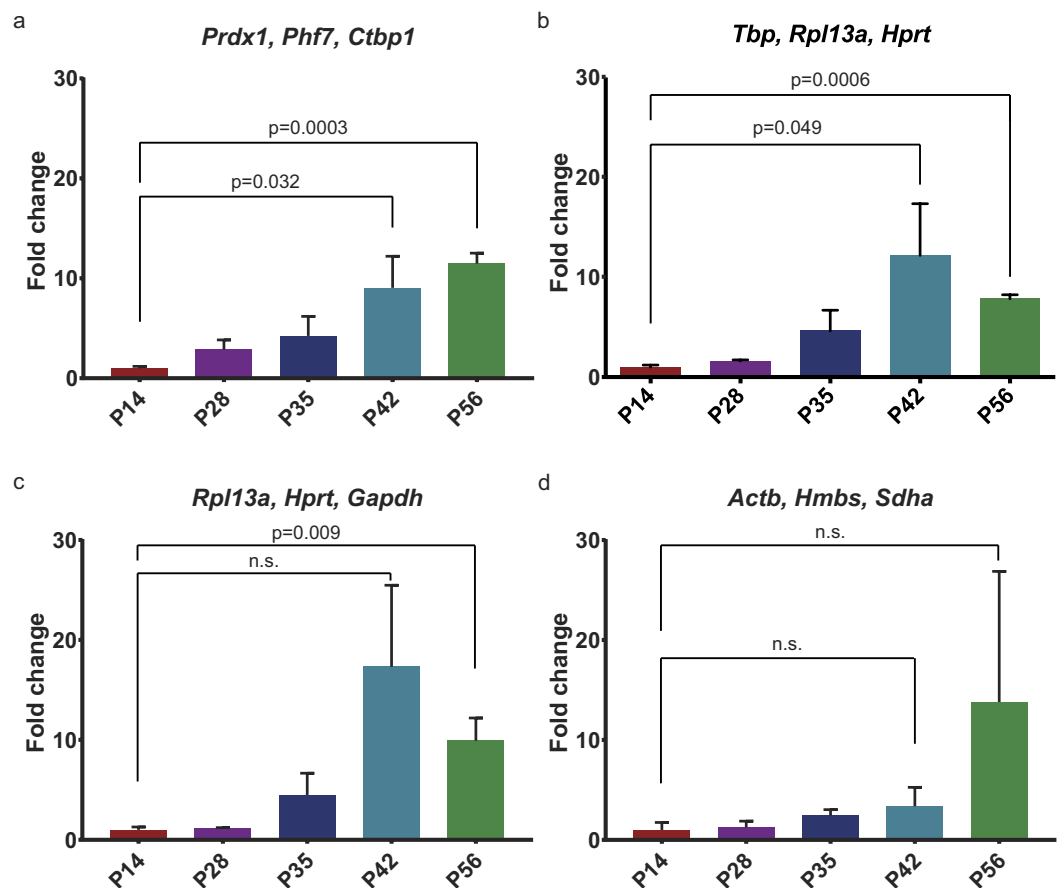 a
Prdx1, Phf7, Ctbp1
Fold change
30
20
10
0
p=0.0003
p=0.032
P14
P28
P35
P42
P56
b
Tbp, Rpl13a, Hprt
Fold change
30
20
10
0
p=0.0006
p=0.049
P14
P28
P35
P42
P56
c
Rpl13a, Hprt, Gapdh
Fold change
30
20
10
0
p=0.009
n.s.
P14
P28
P35
P42
P56
d
Actb, Hmbs, Sdha
Fold change
30
20
10
0
n.s.
n.s.
P14
P28
P35
P42
P56